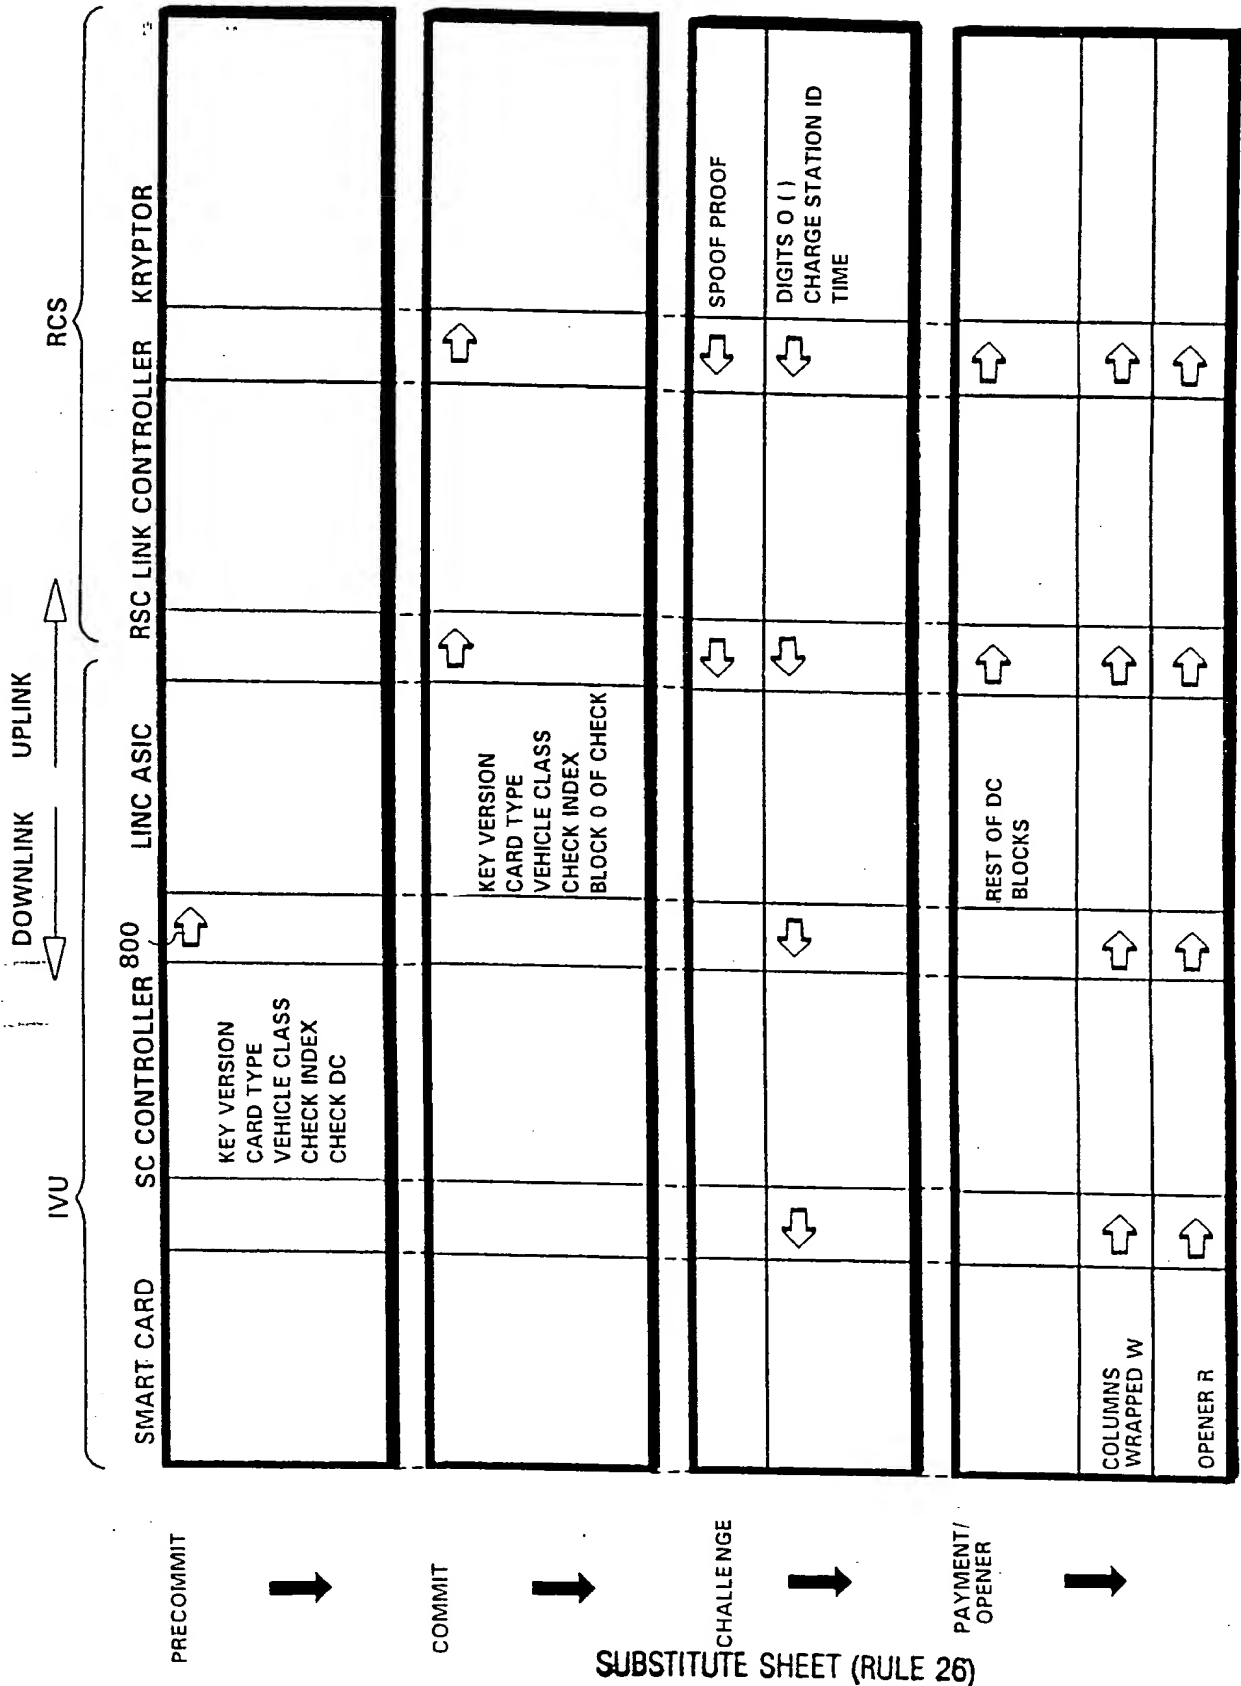 DOWNLINK UPLINK
IVU
RCS
SMART CARD
SC CONTROLLER
800
LINC ASIC
RSC LINK CONTROLLER
KRYPTOR
PRECOMMIT
KEY VERSION
CARD TYPE
VEHICLE CLASS
CHECK INDEX
CHECK DC
COMMIT
KEY VERSION
CARD TYPE
VEHICLE CLASS
CHECK INDEX
BLOCK 0 OF CHECK
CHALLENGE
SPOOF PROOF
DIGITS 0 ( )
CHARGE STATION ID
TIME
PAYMENT/
OPENER
REST OF DC
BLOCKS
COLUMNS
WRAPPED W
OPENER R
SUBSTITUTE SHEET (RULE 26)